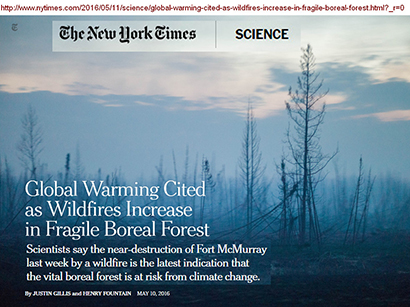 http://www.nytimes.com/2016/05/11/science/global-warming-cited-as-wildfires-increase-in-fragile-boreal-forest.html?_r=0
The New York Times SCIENCE
Global Warming Cited
as Wildfires Increase
in Fragile Boreal Forest
Scientists say the near-destruction of Fort McMurray
last week by a wildfire is the latest indication that
the vital boreal forest is at risk from climate change.
By JUSTIN GILLIS and HENRY FOUNTAIN MAY 10, 2016